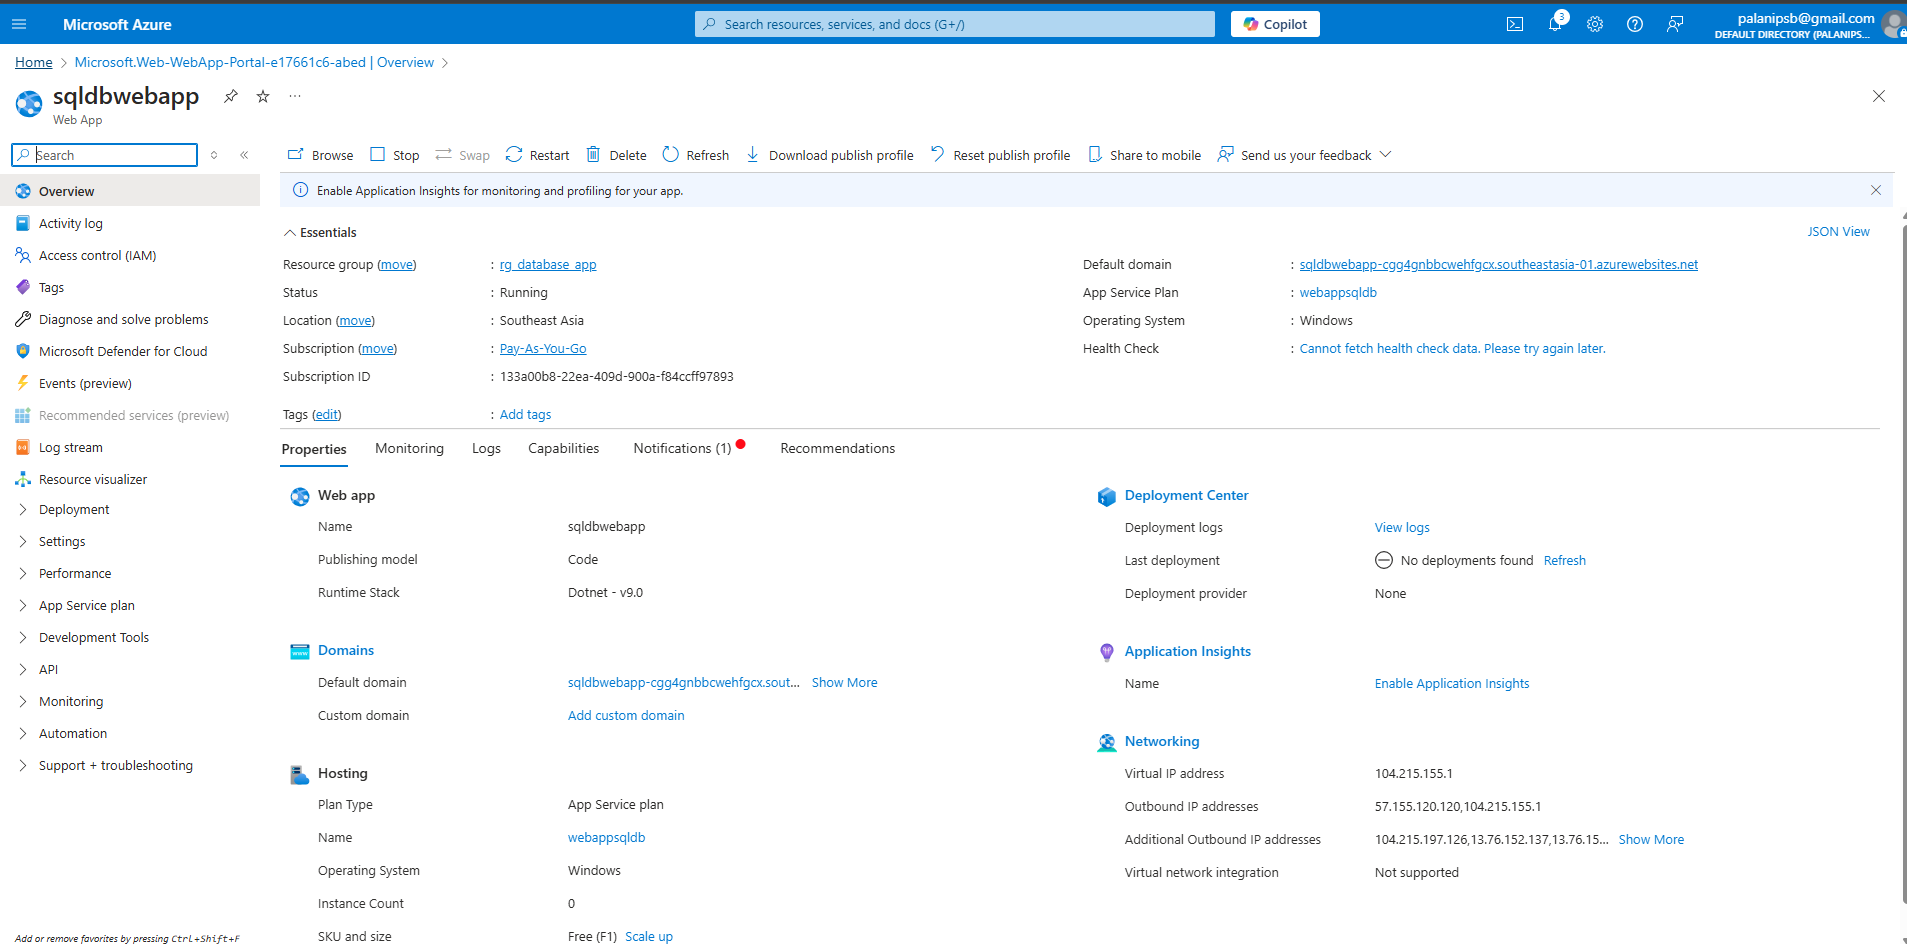 Microsoft Azure
Search resources, services, and docs (G+/)
Copilot
3
palanipsb@gmail.com
DEFAULT DIRECTORY (PALANIPS...
Home > Microsoft.Web-WebApp-Portal-e17661c6-abed | Overview >
sqldbwebapp
Web App
Search
Browse Stop Swap Restart Delete Refresh Download publish profile Reset publish profile Share to mobile Send us your feedback
Enable Application Insights for monitoring and profiling for your app.
Overview
Activity log
Access control (IAM)
Tags
Diagnose and solve problems
Microsoft Defender for Cloud
Events (preview)
Recommended services (preview)
Log stream
Resource visualizer
Deployment
Settings
Performance
App Service plan
Development Tools
API
Monitoring
Automation
Support + troubleshooting
Add or remove favorites by pressing Ctrl+Shift+F
Essentials
JSON View
Resource group (move) : rg_database_app
Status : Running
Location (move) : Southeast Asia
Subscription (move) : Pay-As-You-Go
Subscription ID : 133a00b8-22ea-409d-900a-f84ccff97893
Tags (edit) : Add tags
Default domain : sqldbwebapp-cgg4gnbbcwehfgcx.southeastasia-01.azurewebsites.net
App Service Plan : webappsqldb
Operating System : Windows
Health Check : Cannot fetch health check data. Please try again later.
Properties Monitoring Logs Capabilities Notifications (1) Recommendations
Web app
Name sqldbwebapp
Publishing model Code
Runtime Stack Dotnet - v9.0
Domains
Default domain sqldbwebapp-cgg4gnbbcwehfgcx.sout... Show More
Custom domain Add custom domain
Hosting
Plan Type App Service plan
Name webappsqldb
Operating System Windows
Instance Count 0
SKU and size Free (F1) Scale up
Deployment Center
Deployment logs View logs
Last deployment No deployments found Refresh
Deployment provider None
Application Insights
Name Enable Application Insights
Networking
Virtual IP address 104.215.155.1
Outbound IP addresses 57.155.120.120,104.215.155.1
Additional Outbound IP addresses 104.215.197.126,13.76.152.137,13.76.15... Show More
Virtual network integration Not supported